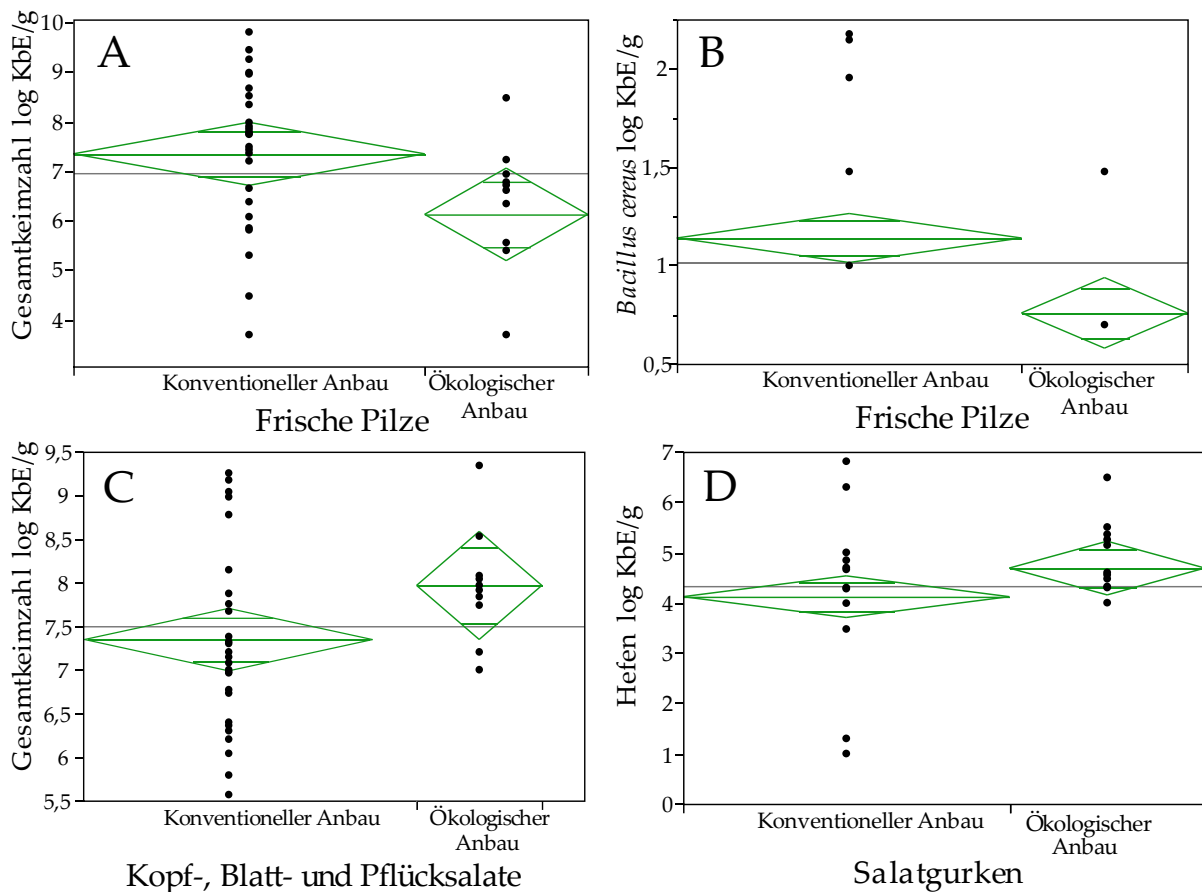 A
Gesamtkeimzahl log KbE/g
10
9
8
7
6
5
4
Konventioneller Anbau
Ökologischer
Anbau
Frische Pilze
B
Bacillus cereus log KbE/g
2
1,5
1
0,5
Konventioneller Anbau
Ökologischer
Anbau
Frische Pilze
C
Gesamtkeimzahl log KbE/g
9,5
9
8,5
8
7,5
7
6,5
6
5,5
Konventioneller Anbau
Ökologischer
Anbau
Kopf-, Blatt- und Pflücksalate
D
Hefen log KbE/g
7
6
5
4
3
2
1
0
Konventioneller Anbau
Ökologischer
Anbau
Salatgurken